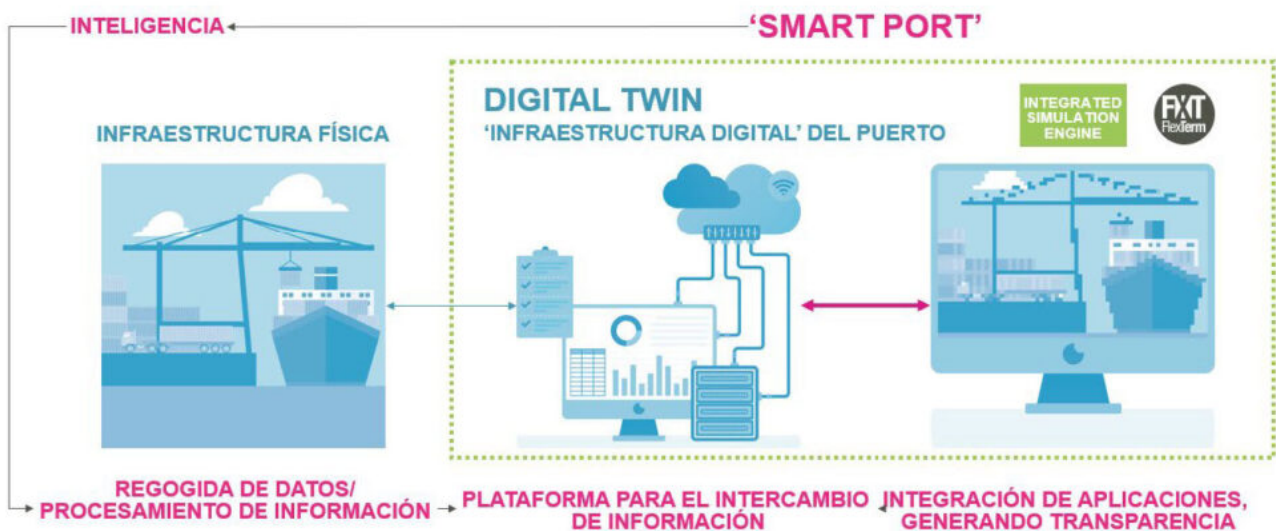 INTELIGENCIA
‘SMART PORT’
DIGITAL TWIN
‘INFRAESTRUCTURA DIGITAL’ DEL PUERTO
INTEGRATED
SIMULATION
ENGINE
FXT
FlexTerm
INFRAESTRUCTURA FÍSICA
REGOGIDA DE DATOS/
PROCESAMIENTO DE INFORMACIÓN
PLATAFORMA PARA EL INTERCAMBIO
DE INFORMACIÓN
INTEGRACIÓN DE APLICACIONES,
GENERANDO TRANSPARENCIA